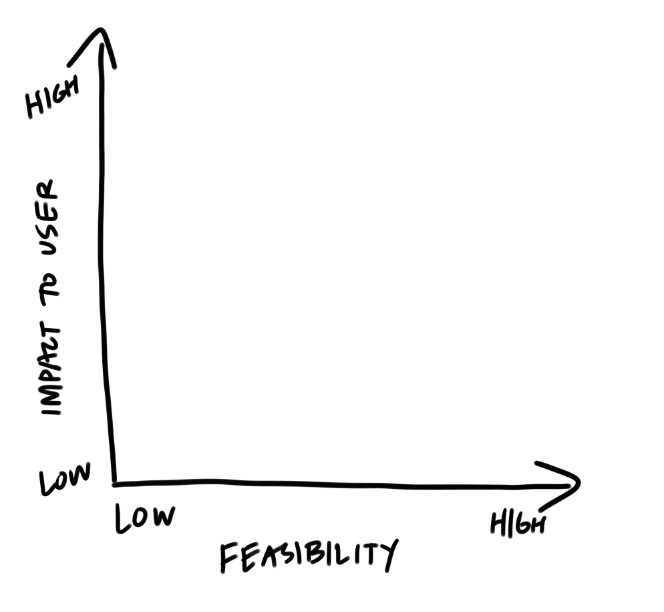 HIGH
IMPACT TO USER
LOW
LOW
HIGH
FEASIBILITY